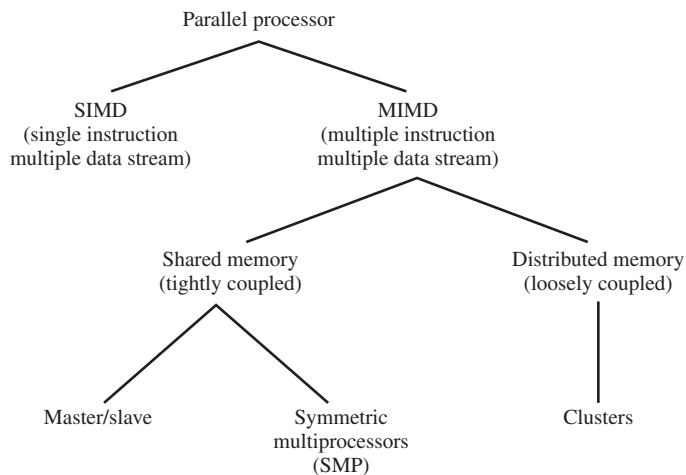 Parallel processor
SIMD
(single instruction
multiple data stream)
MIMD
(multiple instruction
multiple data stream)
Shared memory
(tightly coupled)
Distributed memory
(loosely coupled)
Master/slave
Symmetric
multiprocessors
(SMP)
Clusters